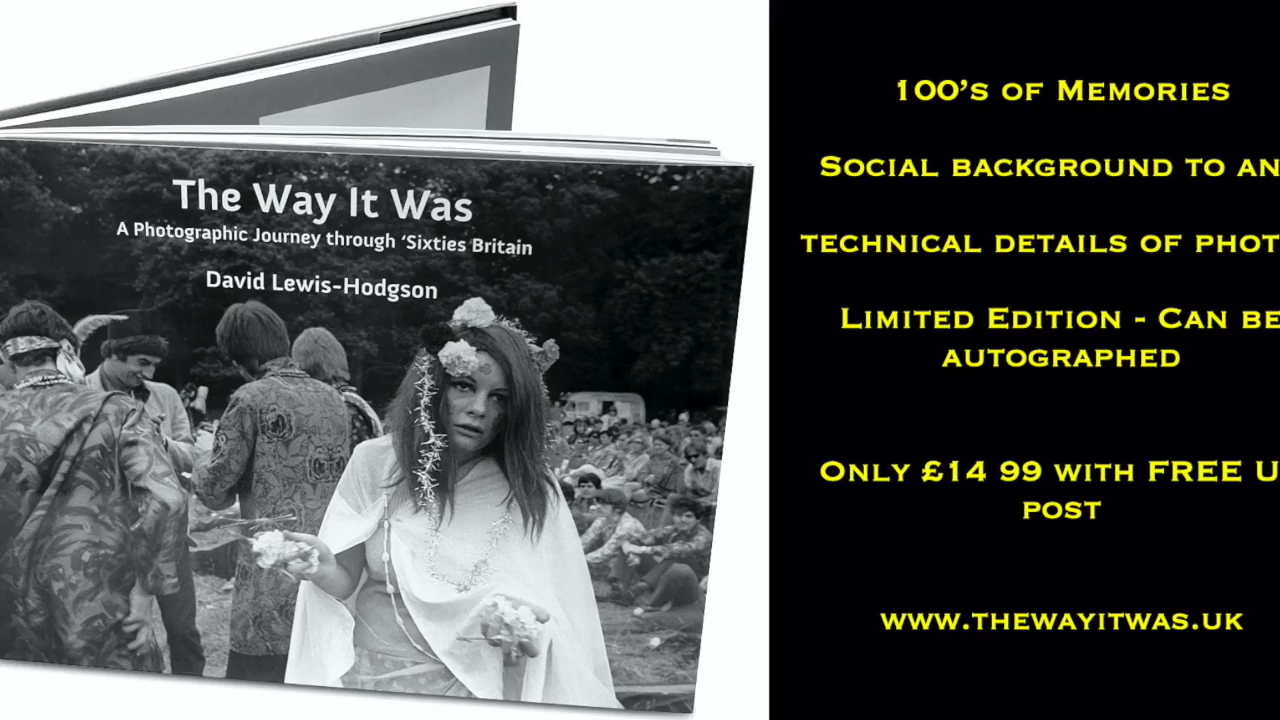 The Way It Was
A Photographic Journey through ‘Sixties Britain
David Lewis-Hodgson
100’s of Memories
Social background to an
technical details of phot
Limited Edition - Can be
autographed
Only £14 99 with FREE U
post
www.thewayitwas.uk